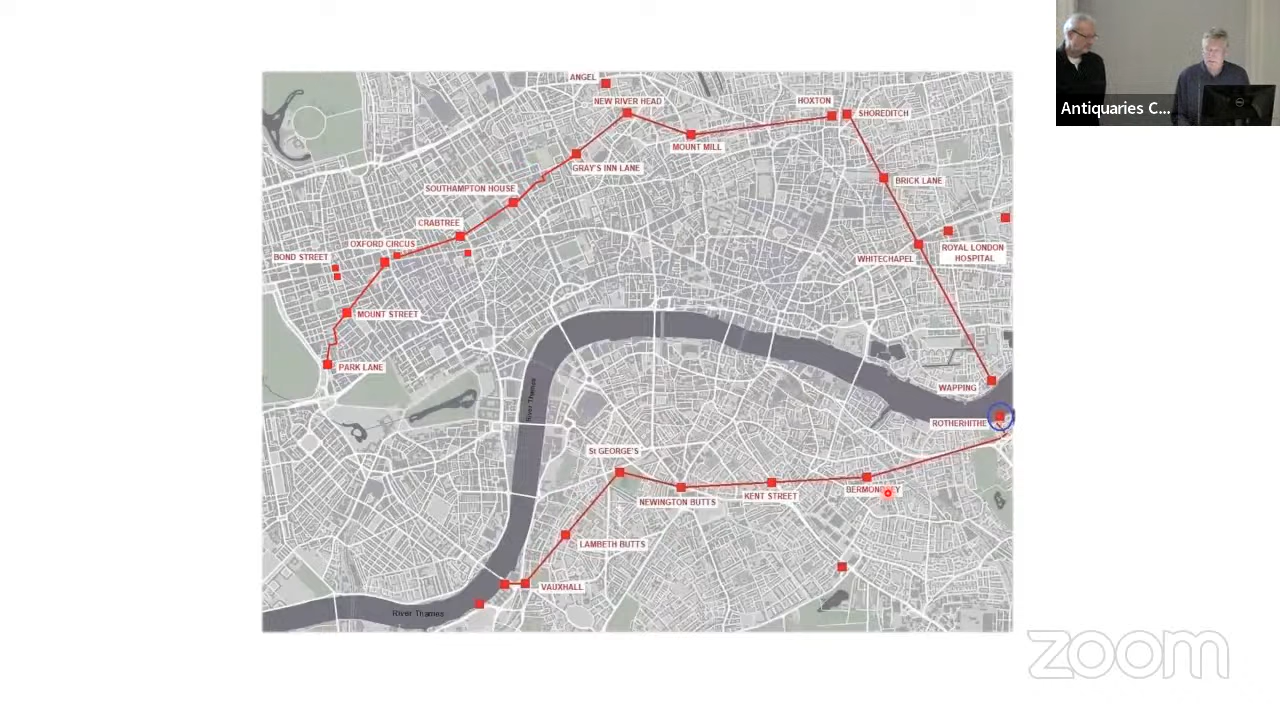 Antiquaries C...
ANGEL
NEW RIVER HEAD
HOXTON
SHOREDITCH
MOUNT MILL
GRAY'S INN LANE
BRICK LANE
SOUTHAMPTON HOUSE
CRABTREE
OXFORD CIRCUS
BOND STREET
WHITECHAPEL
ROYAL LONDON
HOSPITAL
MOUNT STREET
PARK LANE
WAPPING
River Thames
ROTHERHITHE
St GEORGE'S
NEWINGTON BUTTS
KENT STREET
BERMONDSEY
LAMBETH BUTTS
VAUXHALL
River Thames
zoom